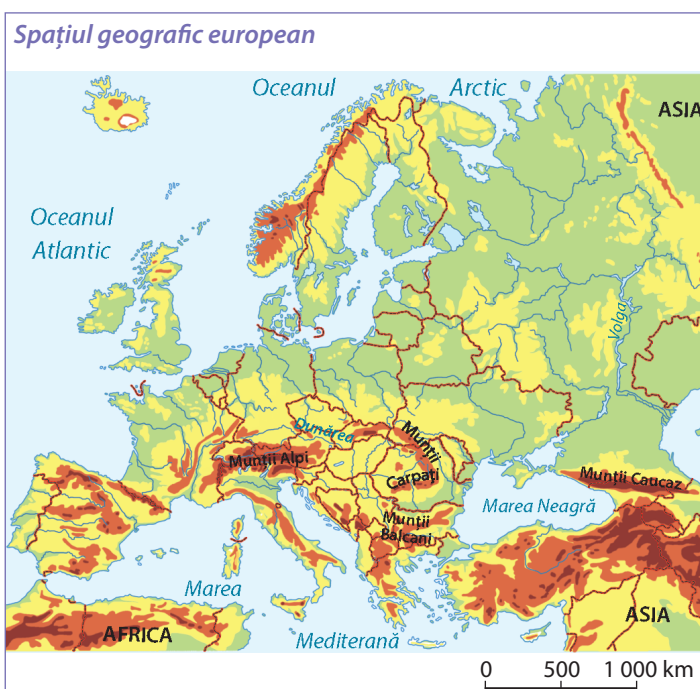 Spațiul geografic european
Oceanul
Arctic
ASIA
Oceanul
Atlantic
Volga
Dunărea
Munții
Carpați
Munții Alpi
Munții Caucaz
Marea Neagră
Munții
Balcani
Marea
Mediterană
AFRICA
ASIA
0 500 1 000 km